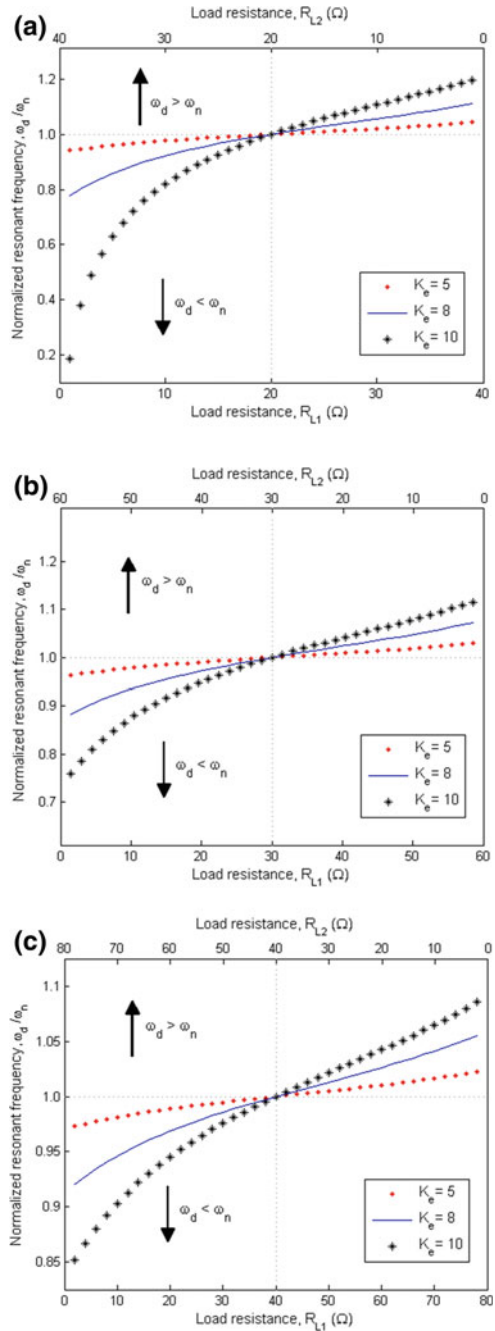 (a)
Load resistance, R_L2 (Ω)
40 30 20 10 0
Normalized resonant frequency, ω_d/ω_n
1.2
1.0
0.8
0.6
0.4
0.2
ω_d > ω_n
ω_d < ω_n
K_e = 5
K_e = 8
K_e = 10
0 10 20 30 40
Load resistance, R_L1 (Ω)
(b)
Load resistance, R_L2 (Ω)
60 50 40 30 20 10 0
Normalized resonant frequency, ω_d/ω_n
1.2
1.1
1.0
0.9
0.8
0.7
ω_d > ω_n
ω_d < ω_n
K_e = 5
K_e = 8
K_e = 10
0 10 20 30 40 50 60
Load resistance, R_L1 (Ω)
(c)
Load resistance, R_L2 (Ω)
80 70 60 50 40 30 20 10 0
Normalized resonant frequency, ω_d/ω_n
1.1
1.05
1.0
0.95
0.9
0.85
ω_d > ω_n
ω_d < ω_n
K_e = 5
K_e = 8
K_e = 10
0 10 20 30 40 50 60 70 80
Load resistance, R_L1 (Ω)